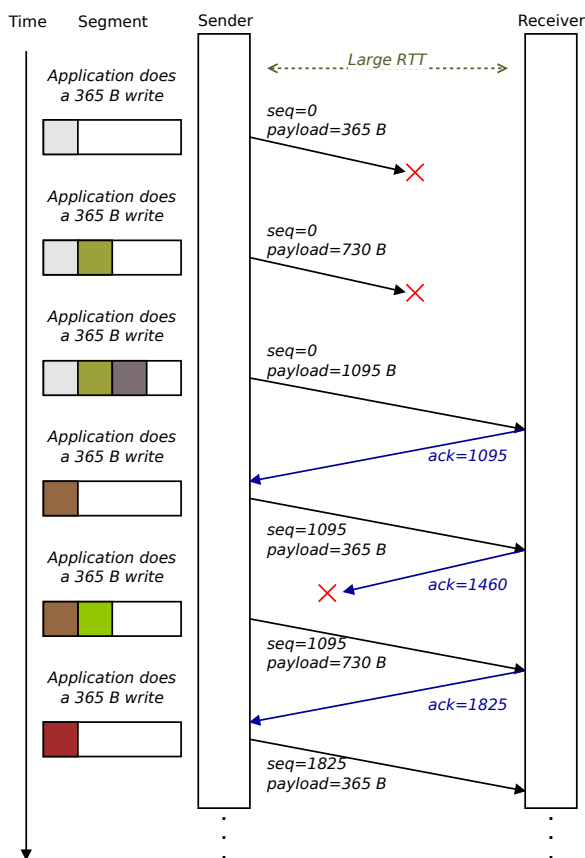 Time
Segment
Sender
Receiver
Large RTT
Application does
a 365 B write
seq=0
payload=365 B
Application does
a 365 B write
seq=0
payload=730 B
Application does
a 365 B write
seq=0
payload=1095 B
ack=1095
Application does
a 365 B write
seq=1095
payload=365 B
ack=1460
Application does
a 365 B write
seq=1095
payload=730 B
ack=1825
Application does
a 365 B write
seq=1825
payload=365 B